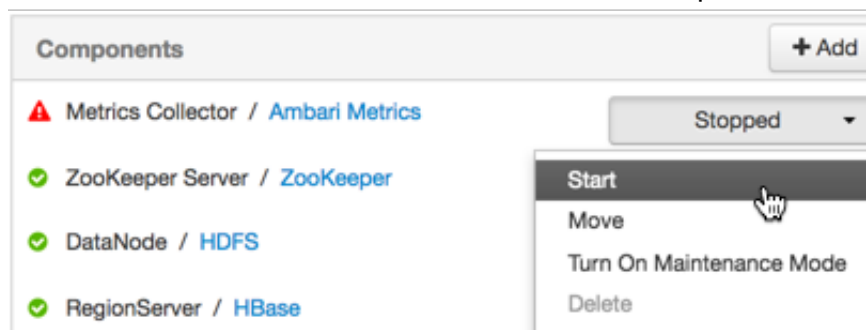 Components
+ Add
Metrics Collector / Ambari Metrics
Stopped
ZooKeeper Server / ZooKeeper
Start
Move
DataNode / HDFS
Turn On Maintenance Mode
RegionServer / HBase
Delete